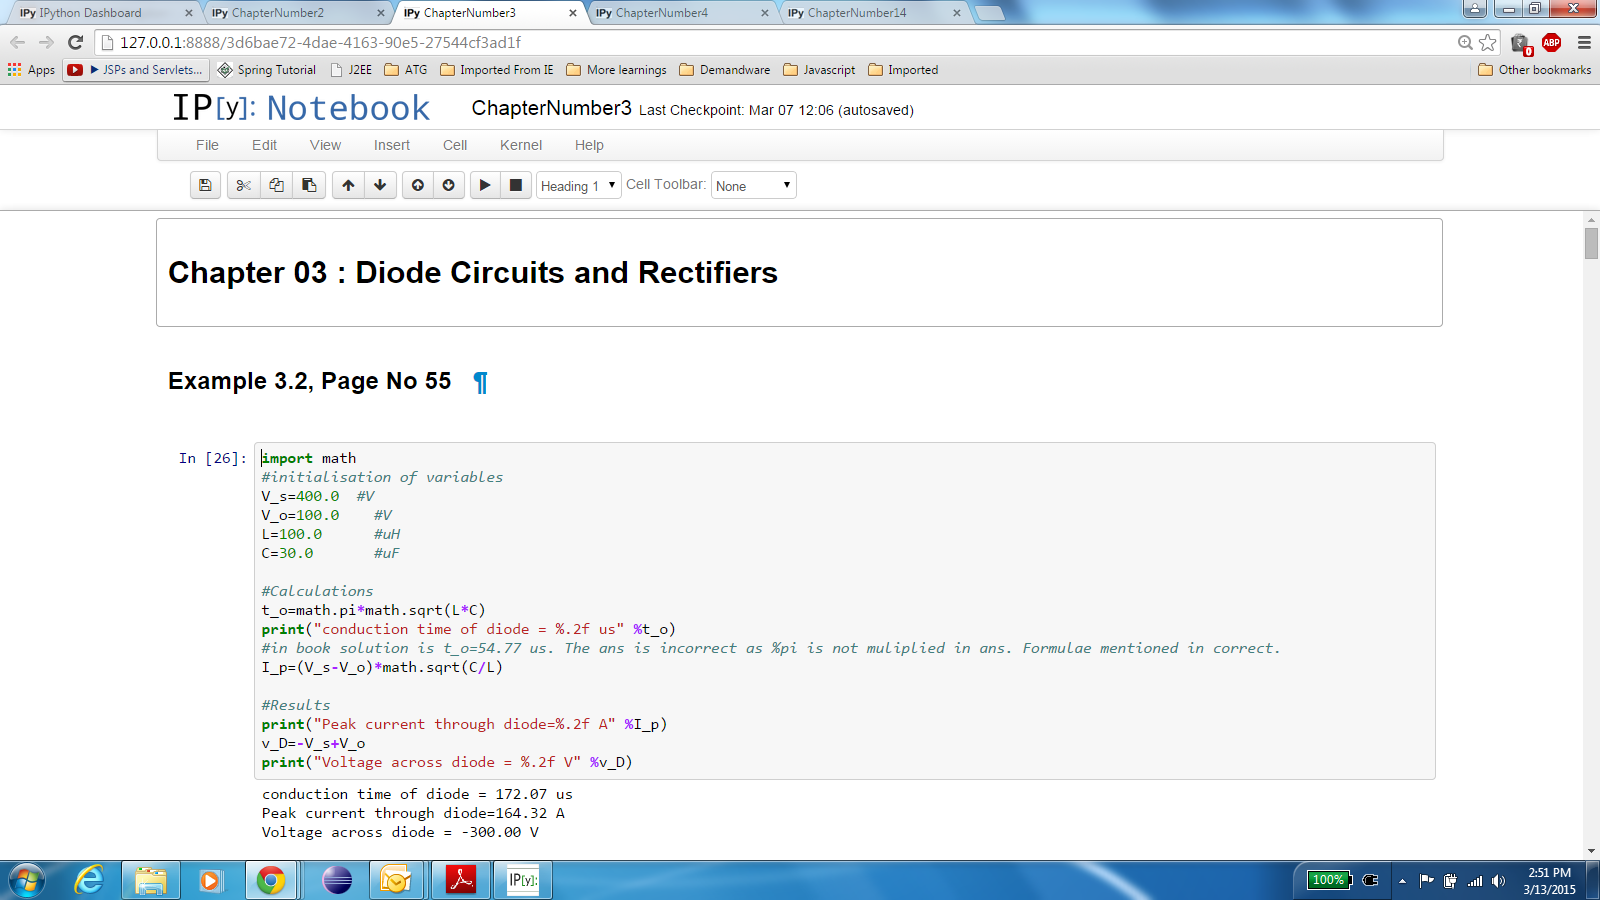 IPy IPython Dashboard × IPy ChapterNumber2 × IPy ChapterNumber3 × IPy ChapterNumber4 × IPy ChapterNumber14 ×
127.0.0.1:8888/3d6bae72-4dae-4163-90e5-27544cf3ad1f
0 ABP
Apps ▶ JSPs and Servlets... Spring Tutorial J2EE ATG Imported From IE More learnings Demandware Javascript Imported Other bookmarks
IP[y]: Notebook ChapterNumber3 Last Checkpoint: Mar 07 12:06 (autosaved)
File Edit View Insert Cell Kernel Help
Heading 1 Cell Toolbar: None
Chapter 03 : Diode Circuits and Rectifiers
Example 3.2, Page No 55 ¶
In [26]: import math
#initialisation of variables
V_s=400.0 #V
V_o=100.0 #V
L=100.0 #uH
C=30.0 #uF
#Calculations
t_o=math.pi*math.sqrt(L*C)
print("conduction time of diode = %.2f us" %t_o)
#in book solution is t_o=54.77 us. The ans is incorrect as %pi is not muliplied in ans. Formulae mentioned in correct.
I_p=(V_s-V_o)*math.sqrt(C/L)
#Results
print("Peak current through diode=%.2f A" %I_p)
v_D=-V_s+V_o
print("Voltage across diode = %.2f V" %v_D)
conduction time of diode = 172.07 us
Peak current through diode=164.32 A
Voltage across diode = -300.00 V
IP[y]: 100% 2:51 PM
3/13/2015